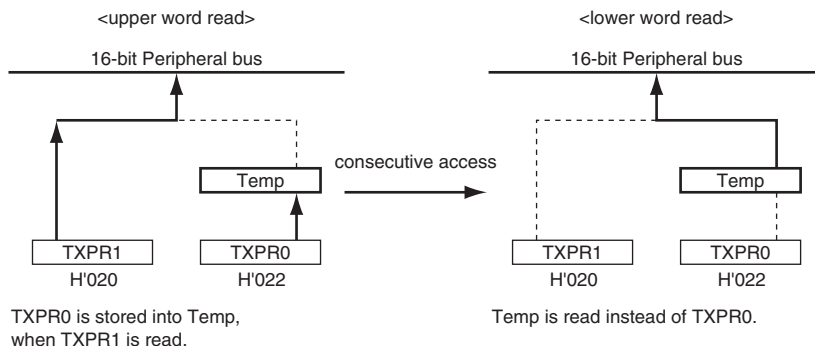 <upper word read>
16-bit Peripheral bus
Temp
TXPR1
TXPR0
H'020
H'022
TXPR0 is stored into Temp,
when TXPR1 is read.
consecutive access
<lower word read>
16-bit Peripheral bus
Temp
TXPR1
TXPR0
H'020
H'022
Temp is read instead of TXPR0.